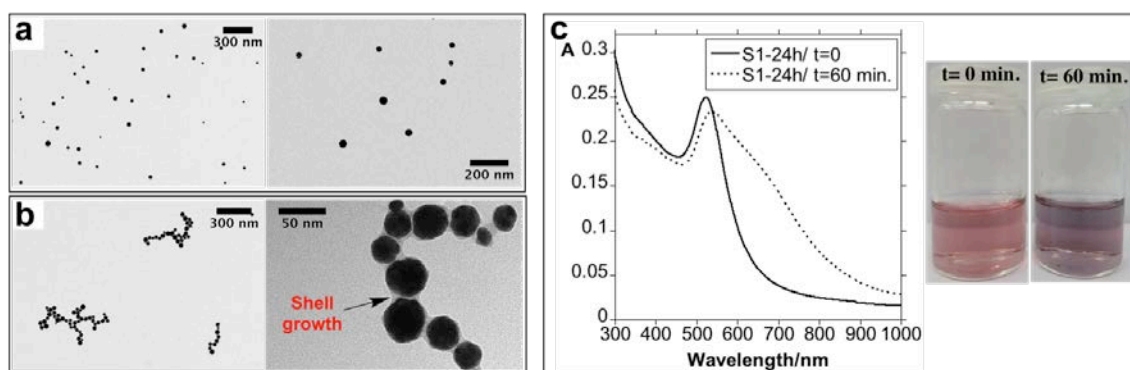 a
300 nm
200 nm
b
300 nm
50 nm
Shell
growth
c
A
0.3
0.25
0.2
0.15
0.1
0.05
0
300 400 500 600 700 800 900 1000
Wavelength/nm
S1-24h/ t=0
S1-24h/ t=60 min.
t= 0 min.
t= 60 min.